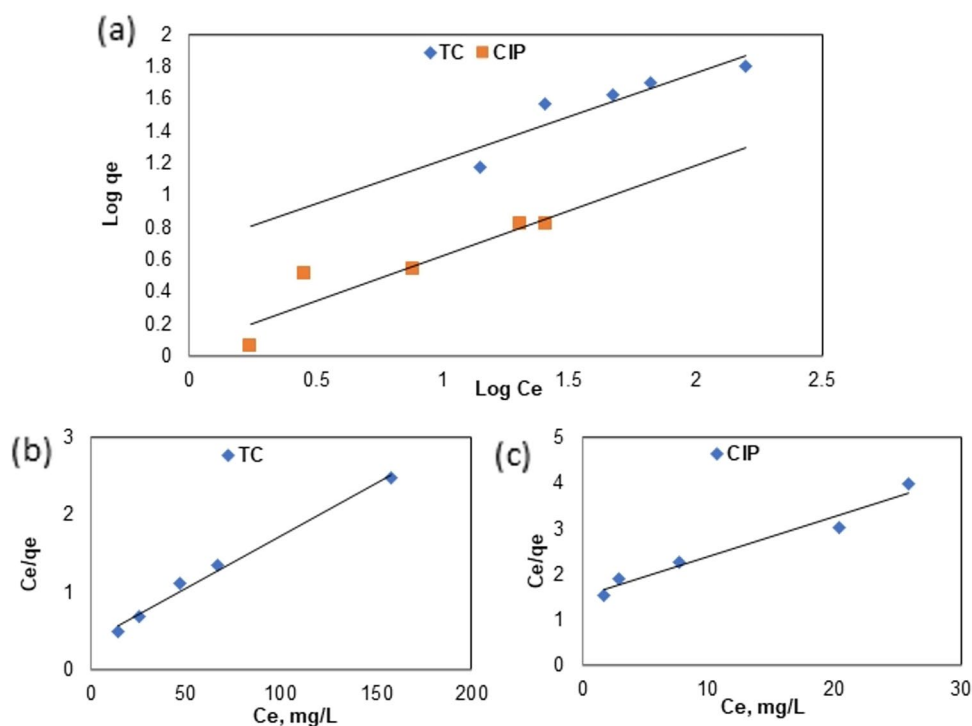 (a)
TC CIP
2
1.8
1.6
1.4
1.2
1
0.8
0.6
0.4
0.2
0
Log qe
0 0.5 1 1.5 2 2.5
Log Ce
(b)
TC
3
2
1
0
Ce/qe
0 50 100 150 200
Ce, mg/L
(c)
CIP
5
4
3
2
1
0
Ce/qe
0 10 20 30
Ce, mg/L